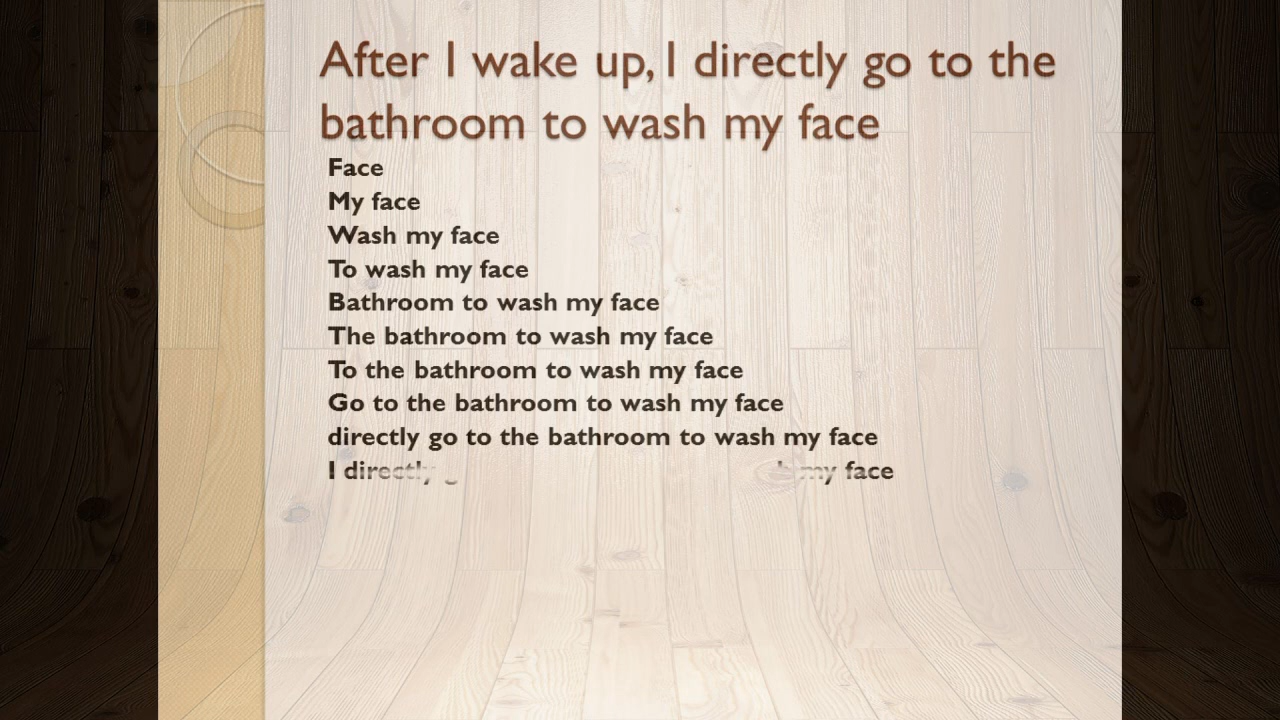 After I wake up, I directly go to the
bathroom to wash my face
Face
My face
Wash my face
To wash my face
Bathroom to wash my face
The bathroom to wash my face
To the bathroom to wash my face
Go to the bathroom to wash my face
directly go to the bathroom to wash my face
I directly my face